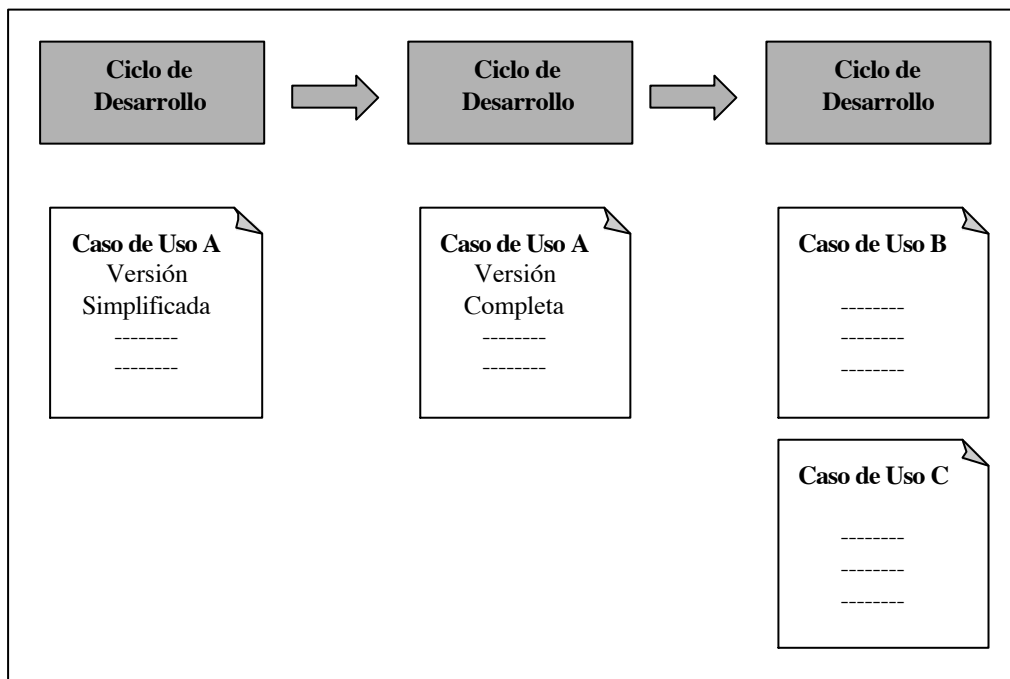 Ciclo de
Desarrollo
Ciclo de
Desarrollo
Ciclo de
Desarrollo
Caso de Uso A
Versión
Simplificada
--------
--------
Caso de Uso A
Versión
Completa
--------
--------
Caso de Uso B
--------
--------
--------
Caso de Uso C
--------
--------
--------